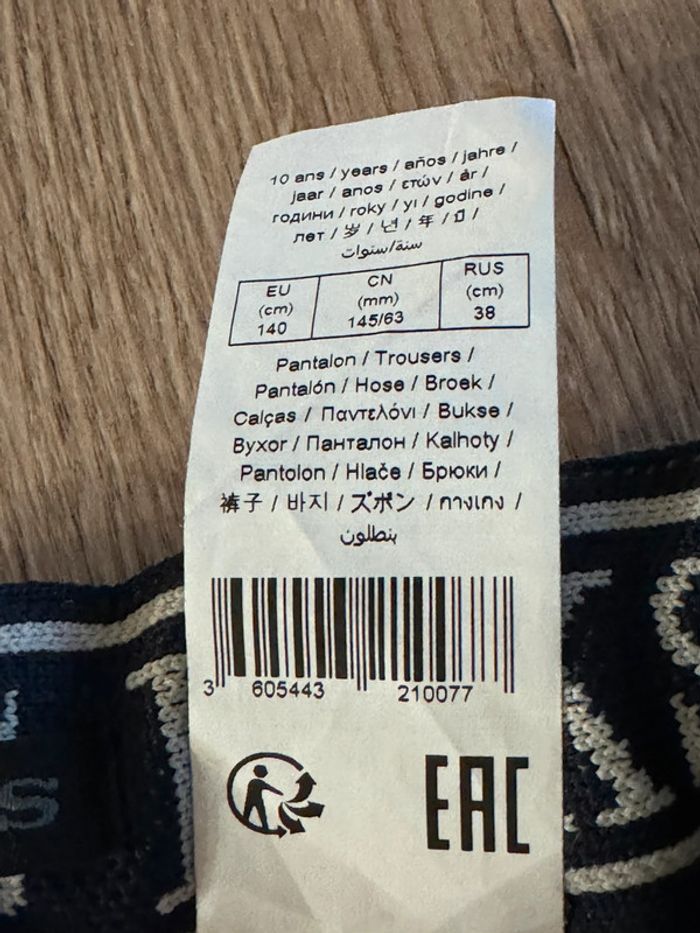 10 ans / years / años / jahre /
jaar / anos / ετών / år /
години / roky / yı / godine /
лет / 岁 / 년 / 年 / ปี /
سنة/سنوات
EU
(cm)
140
CN
(mm)
145/63
RUS
(cm)
38
Pantalon / Trousers /
Pantalón / Hose / Broek /
Calças / Παντελόνι / Bukse /
Byxor / Панталон / Kalhoty /
Pantolon / Hlače / Брюки /
裤子 / 바지 / ズボン / กางเกง /
بنطلون
3 605443 210077
EAC